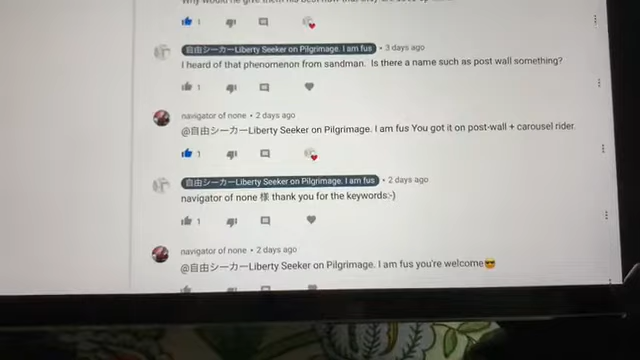 1
自由シーカーLiberty Seeker on Pilgrimage. I am fus • 3 days ago
I heard of that phenomenon from sandman. Is there a name such as post wall something?
1
navigator of none • 2 days ago
@自由シーカーLiberty Seeker on Pilgrimage. I am fus You got it on post-wall + carousel rider.
1
自由シーカーLiberty Seeker on Pilgrimage. I am fus • 2 days ago
navigator of none 様 thank you for the keywords:-)
1
navigator of none • 2 days ago
@自由シーカーLiberty Seeker on Pilgrimage. I am fus you're welcome😎